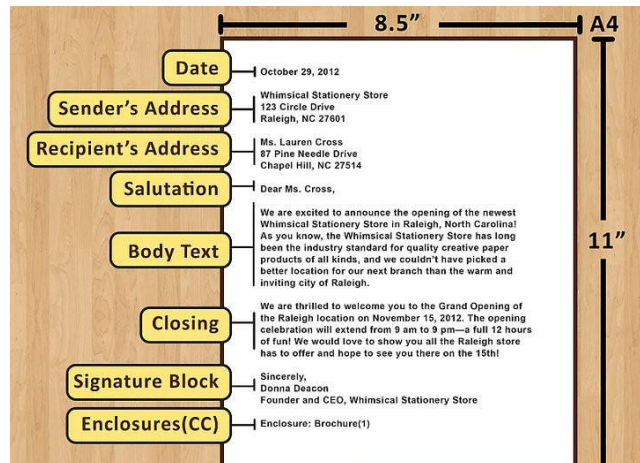 8.5”
A4
11”
Date
October 29, 2012
Sender's Address
Whimsical Stationery Store
123 Circle Drive
Raleigh, NC 27601
Recipient's Address
Ms. Lauren Cross
87 Pine Needle Drive
Chapel Hill, NC 27514
Salutation
Dear Ms. Cross,
Body Text
We are excited to announce the opening of the newest
Whimsical Stationery Store in Raleigh, North Carolina!
As you know, the Whimsical Stationery Store has long
been the industry standard for quality creative paper
products of all kinds, and we couldn't have picked a
better location for our next branch than the warm and
inviting city of Raleigh.
Closing
We are thrilled to welcome you to the Grand Opening of
the Raleigh location on November 15, 2012. The opening
celebration will extend from 9 am to 9 pm—a full 12 hours
of fun! We would love to show you all the Raleigh store
has to offer and hope to see you there on the 15th!
Signature Block
Sincerely,
Donna Deacon
Founder and CEO, Whimsical Stationery Store
Enclosures(CC)
Enclosure: Brochure(1)